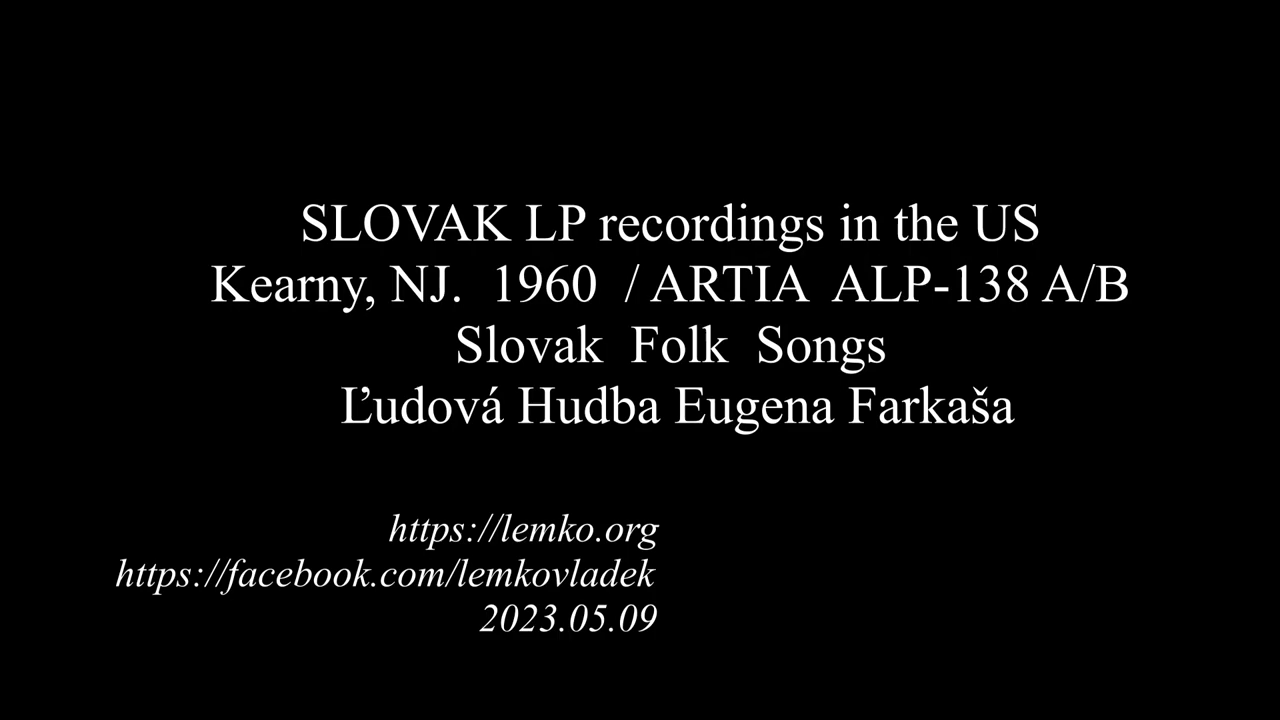 SLOVAK LP recordings in the US
Kearny, NJ. 1960 / ARTIA ALP-138 A/B
Slovak Folk Songs
Ľudová Hudba Eugena Farkaša
https://lemko.org
https://facebook.com/lemkovladek
2023.05.09